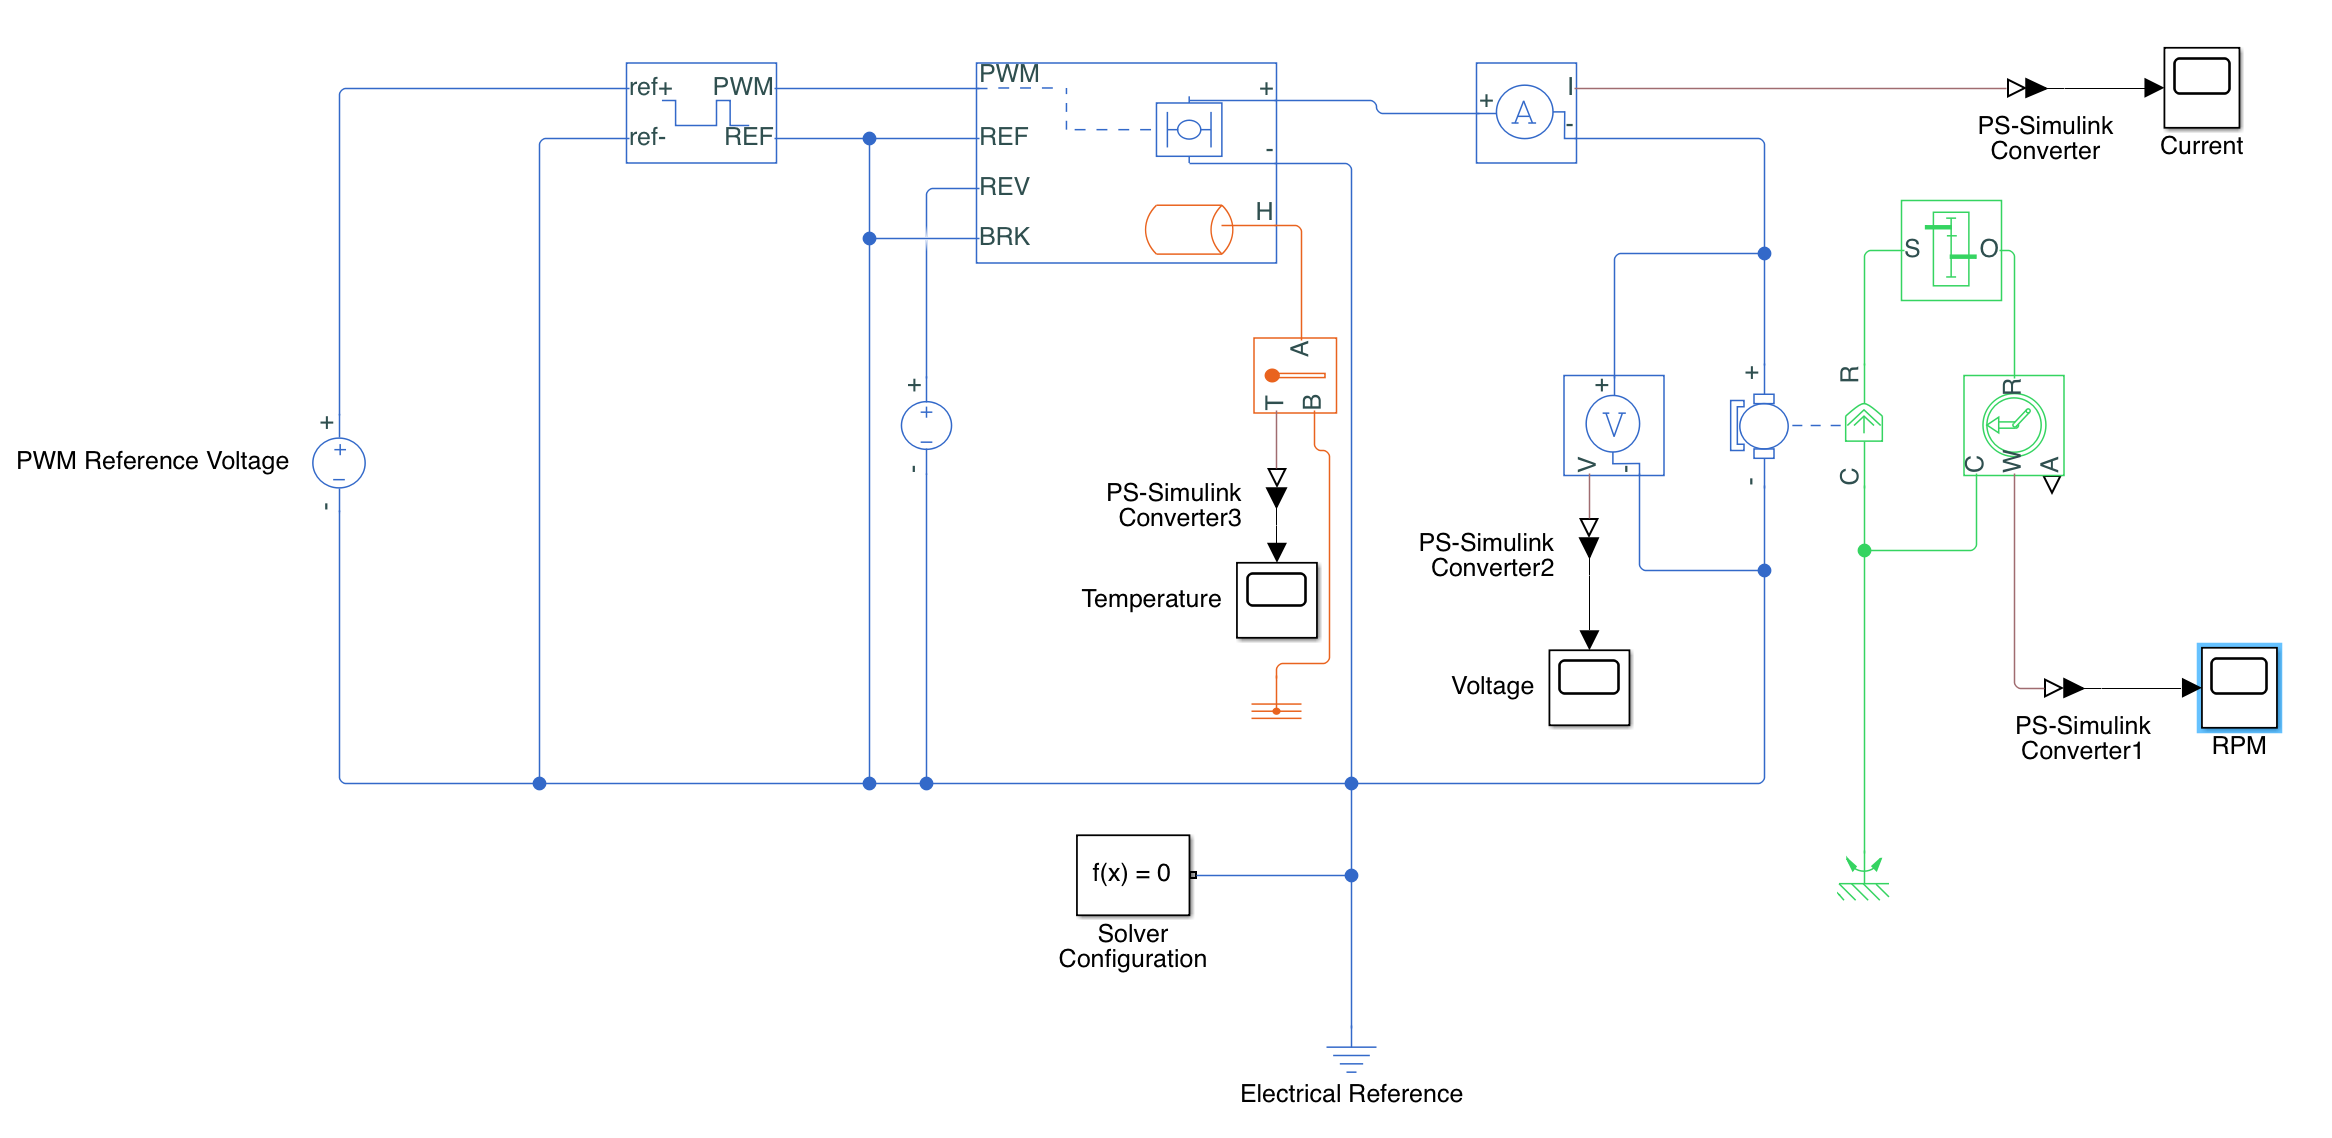 ref+
PWM
ref-
REF
PWM
REF
REV
BRK
+
-
H
+
A
I
-
PS-Simulink
Converter
Current
S
O
A
T
B
+
-
PWM Reference Voltage
+
-
+
-
+
V
V
-
+
-
R
C
R
C
W
A
PS-Simulink
Converter3
Temperature
PS-Simulink
Converter2
Voltage
PS-Simulink
Converter1
RPM
f(x) = 0
Solver
Configuration
Electrical Reference